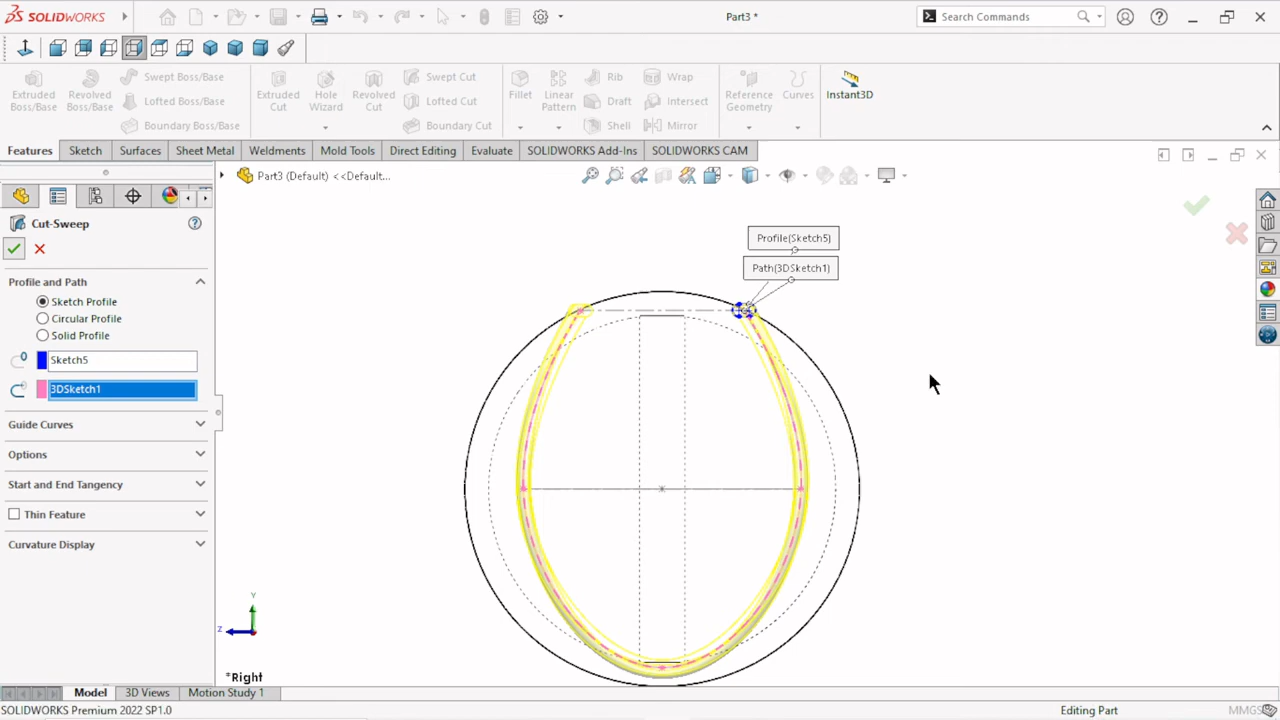 SOLIDWORKS
Part3 *
Search Commands
Extruded Boss/Base
Revolved Boss/Base
Swept Boss/Base
Lofted Boss/Base
Boundary Boss/Base
Extruded Cut
Hole Wizard
Revolved Cut
Swept Cut
Lofted Cut
Boundary Cut
Fillet
Linear Pattern
Rib
Draft
Shell
Wrap
Intersect
Mirror
Reference Geometry
Curves
Instant3D
Features Sketch Surfaces Sheet Metal Weldments Mold Tools Direct Editing Evaluate SOLIDWORKS Add-Ins SOLIDWORKS CAM
Part3 (Default) <<Default...
Cut-Sweep
Profile and Path
Sketch Profile
Circular Profile
Solid Profile
Sketch5
3DSketch1
Guide Curves
Options
Start and End Tangency
Thin Feature
Curvature Display
Profile(Sketch5)
Path(3DSketch1)
Y
Z
*Right
Model 3D Views Motion Study 1
SOLIDWORKS Premium 2022 SP1.0
Editing Part